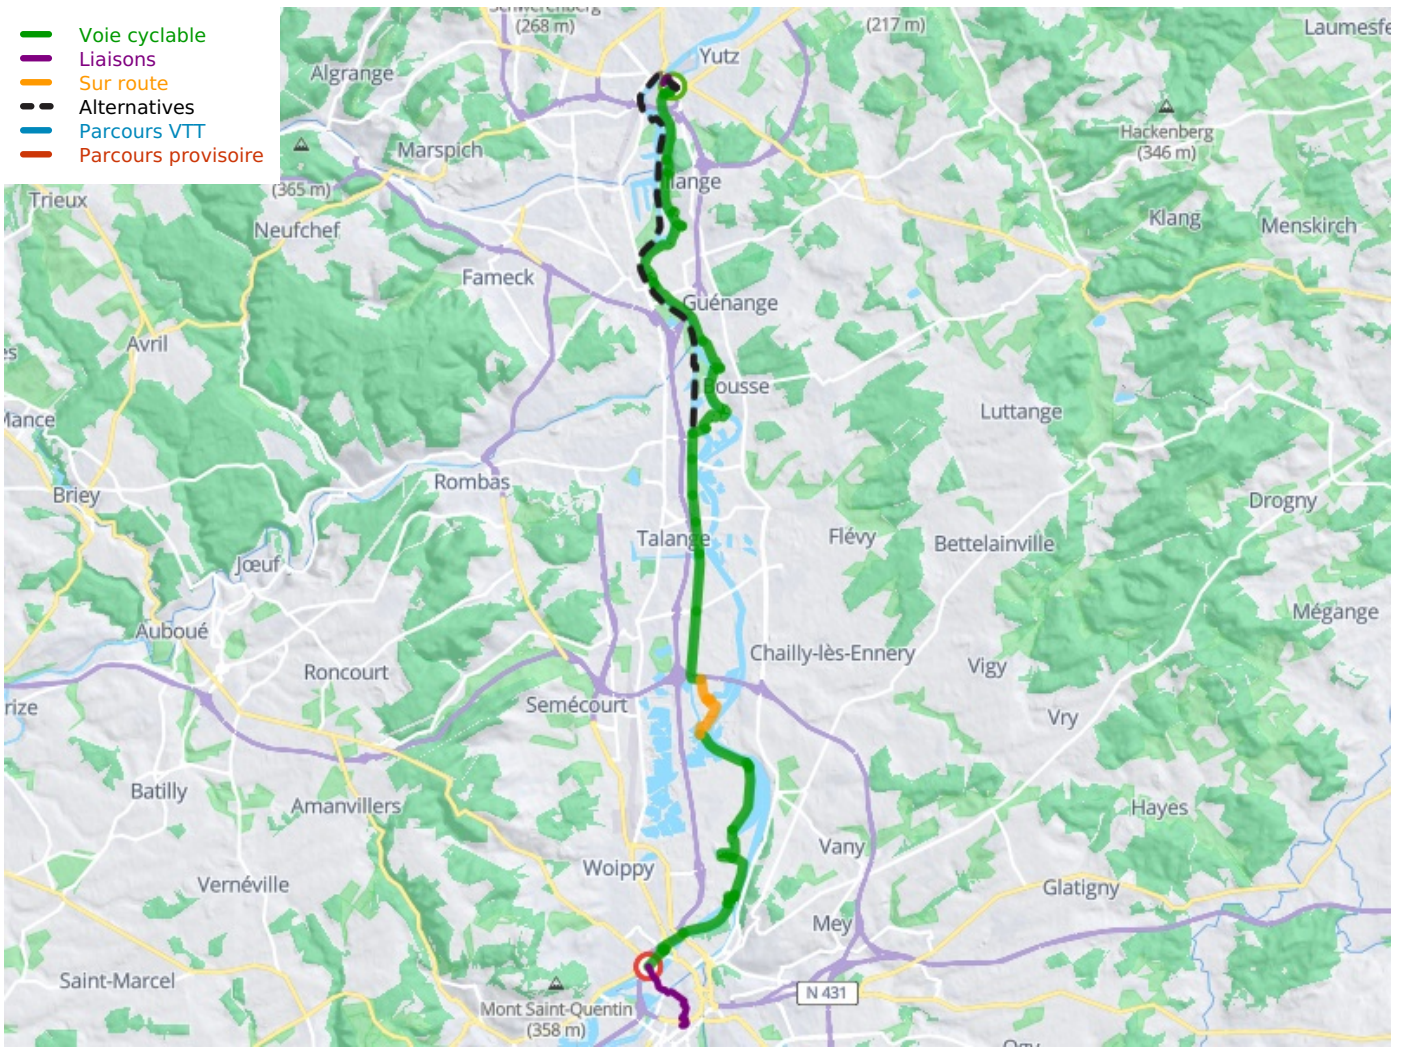 Voie cyclable
Liaisons
Sur route
Alternatives
Parcours VTT
Parcours provisoire
(268 m)
(217 m)
Yutz
Algrange
Hackenberg
(346 m)
Marspich
(365 m)
Trieux
Neufchef
Klang
Menskirch
Fameck
Guénange
Avril
Bousse
Luttange
Rombas
Briey
Drogny
Talange
Flévy
Bettelainville
Jœuf
Mégange
Auboué
Chailly-lès-Ennery
Vigy
Roncourt
Semécourt
Vry
Batilly
Amanvillers
Hayes
Vany
Woippy
Vernéville
Glatigny
Mey
Saint-Marcel
N 431
Mont Saint-Quentin
(358 m)